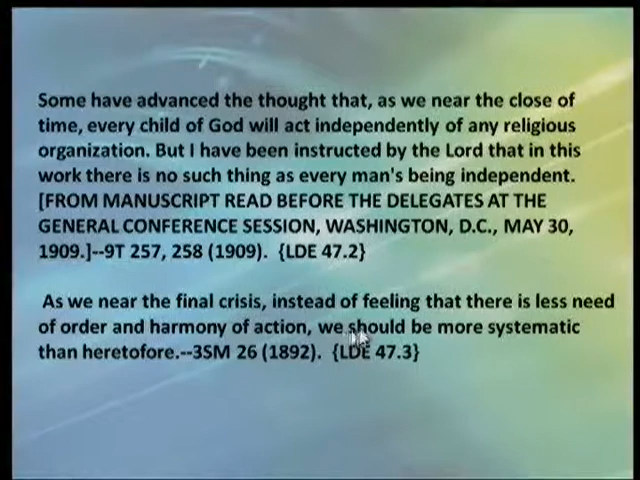 Some have advanced the thought that, as we near the close of
time, every child of God will act independently of any religious
organization. But I have been instructed by the Lord that in this
work there is no such thing as every man's being independent.
[FROM MANUSCRIPT READ BEFORE THE DELEGATES AT THE
GENERAL CONFERENCE SESSION, WASHINGTON, D.C., MAY 30,
1909.]--9T 257, 258 (1909).  {LDE 47.2}
As we near the final crisis, instead of feeling that there is less need
of order and harmony of action, we should be more systematic
than heretofore.--3SM 26 (1892).  {LDE 47.3}